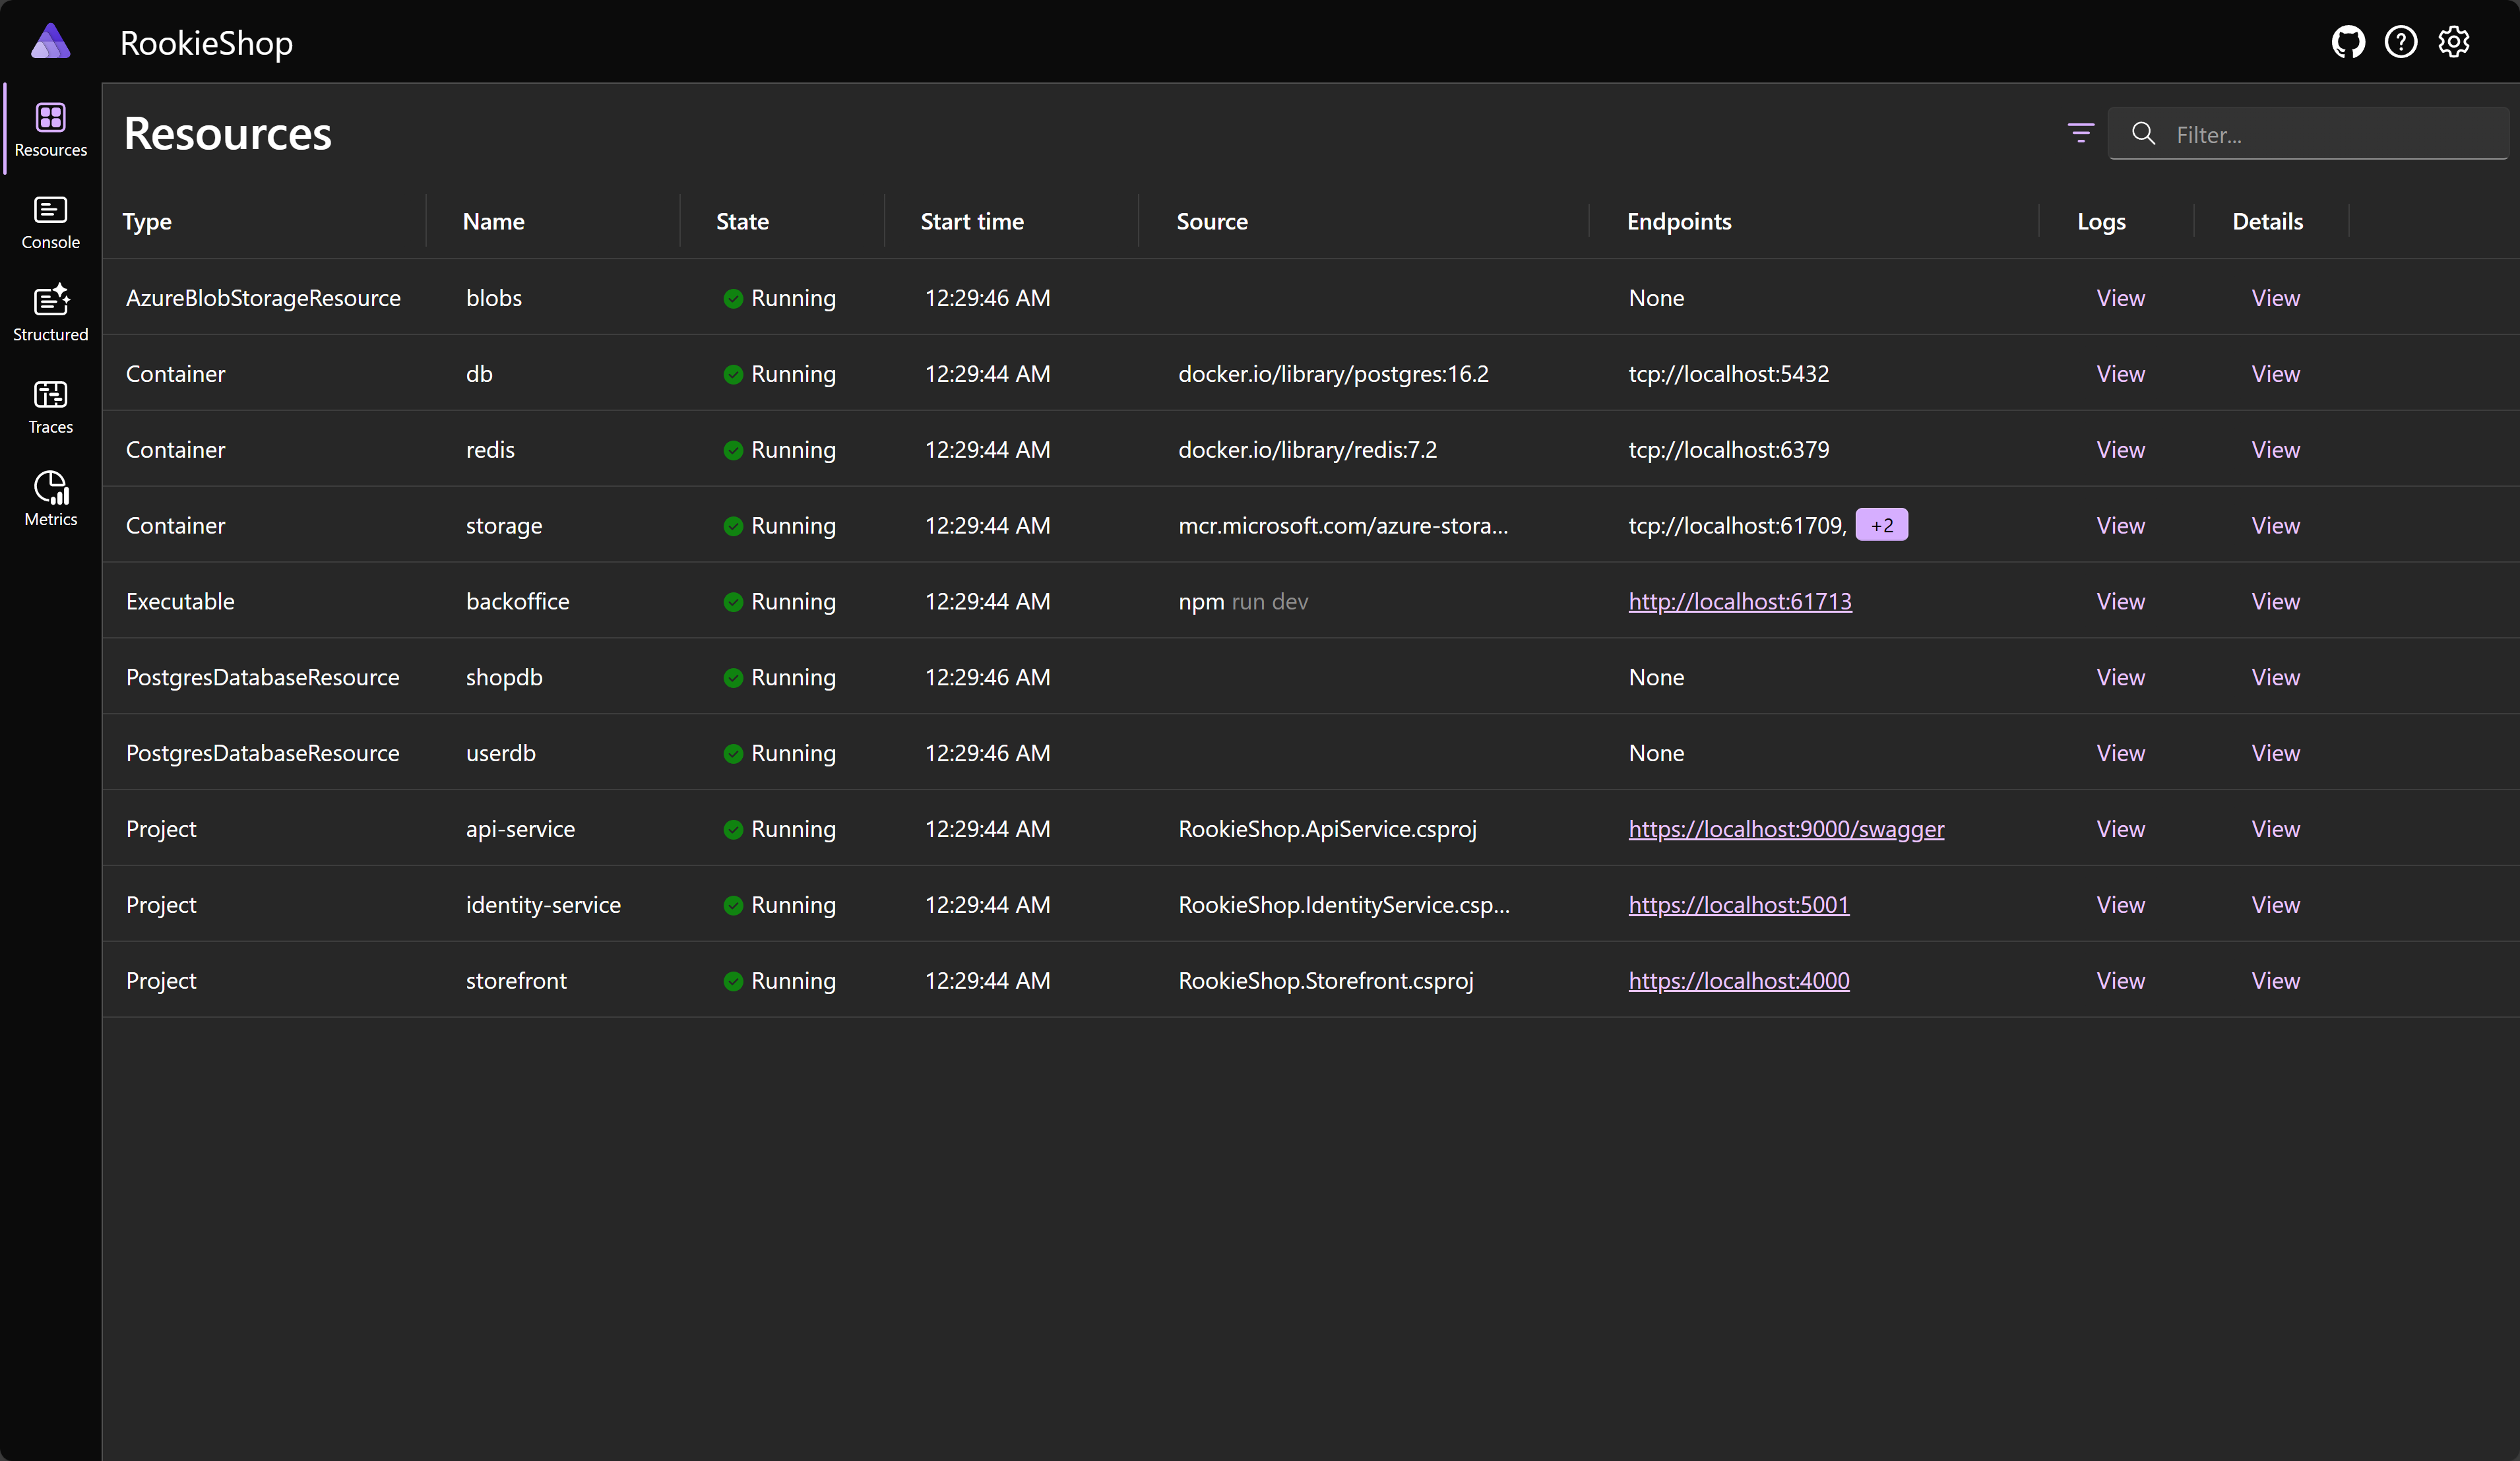 RookieShop
Resources
Console
Structured
Traces
Metrics
Resources
Filter...
Type Name State Start time Source Endpoints Logs Details
AzureBlobStorageResource blobs Running 12:29:46 AM None View View
Container db Running 12:29:44 AM docker.io/library/postgres:16.2 tcp://localhost:5432 View View
Container redis Running 12:29:44 AM docker.io/library/redis:7.2 tcp://localhost:6379 View View
Container storage Running 12:29:44 AM mcr.microsoft.com/azure-stora... tcp://localhost:61709, +2 View View
Executable backoffice Running 12:29:44 AM npm run dev http://localhost:61713 View View
PostgresDatabaseResource shopdb Running 12:29:46 AM None View View
PostgresDatabaseResource userdb Running 12:29:46 AM None View View
Project api-service Running 12:29:44 AM RookieShop.ApiService.csproj https://localhost:9000/swagger View View
Project identity-service Running 12:29:44 AM RookieShop.IdentityService.csp... https://localhost:5001 View View
Project storefront Running 12:29:44 AM RookieShop.Storefront.csproj https://localhost:4000 View View